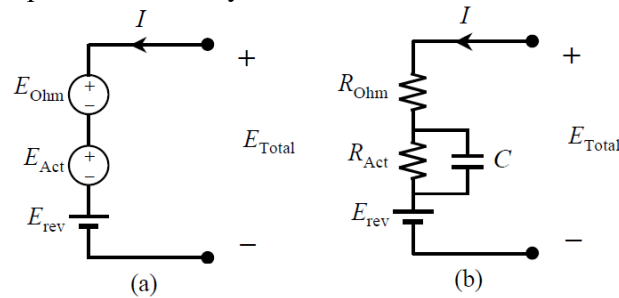 I
+
E_Ohm
+
−
E_Act
+
−
E_Total
E_rev
−
(a)
I
+
R_Ohm
R_Act
C
E_Total
E_rev
−
(b)